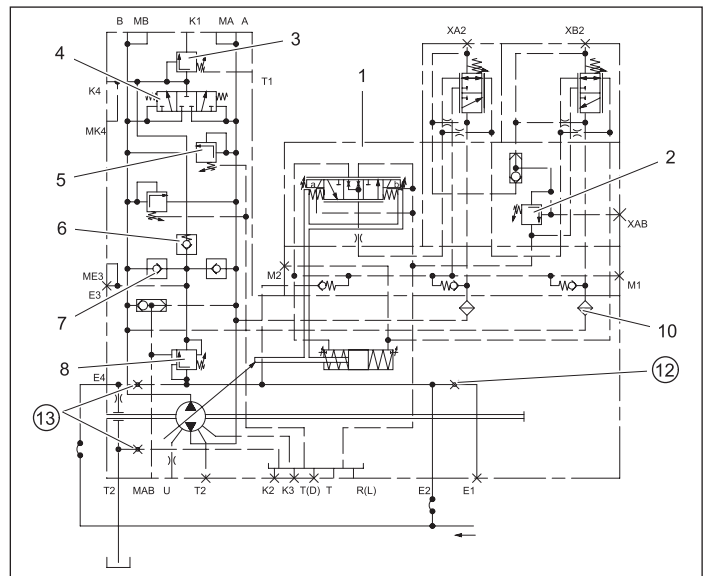 B MB K1 MA A XA2 XB2
3
4
1
K4 T1
MK4
5
a b
2
6
XAB
ME3 M2
E3 M1
7
10
8
E4
12
13
T2 MAB U T2 K2 K3 T(D) T R(L) E2 E1